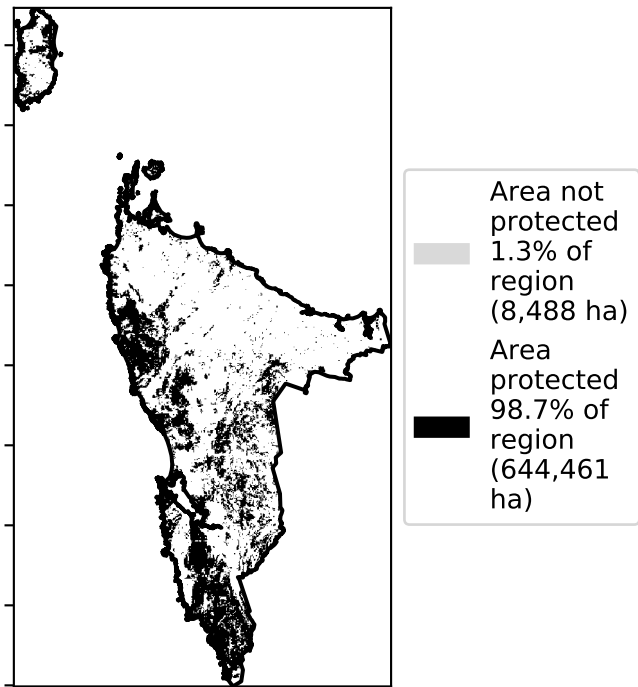 Area not
protected
1.3% of
region
(8,488 ha)
Area
protected
98.7% of
region
(644,461
ha)